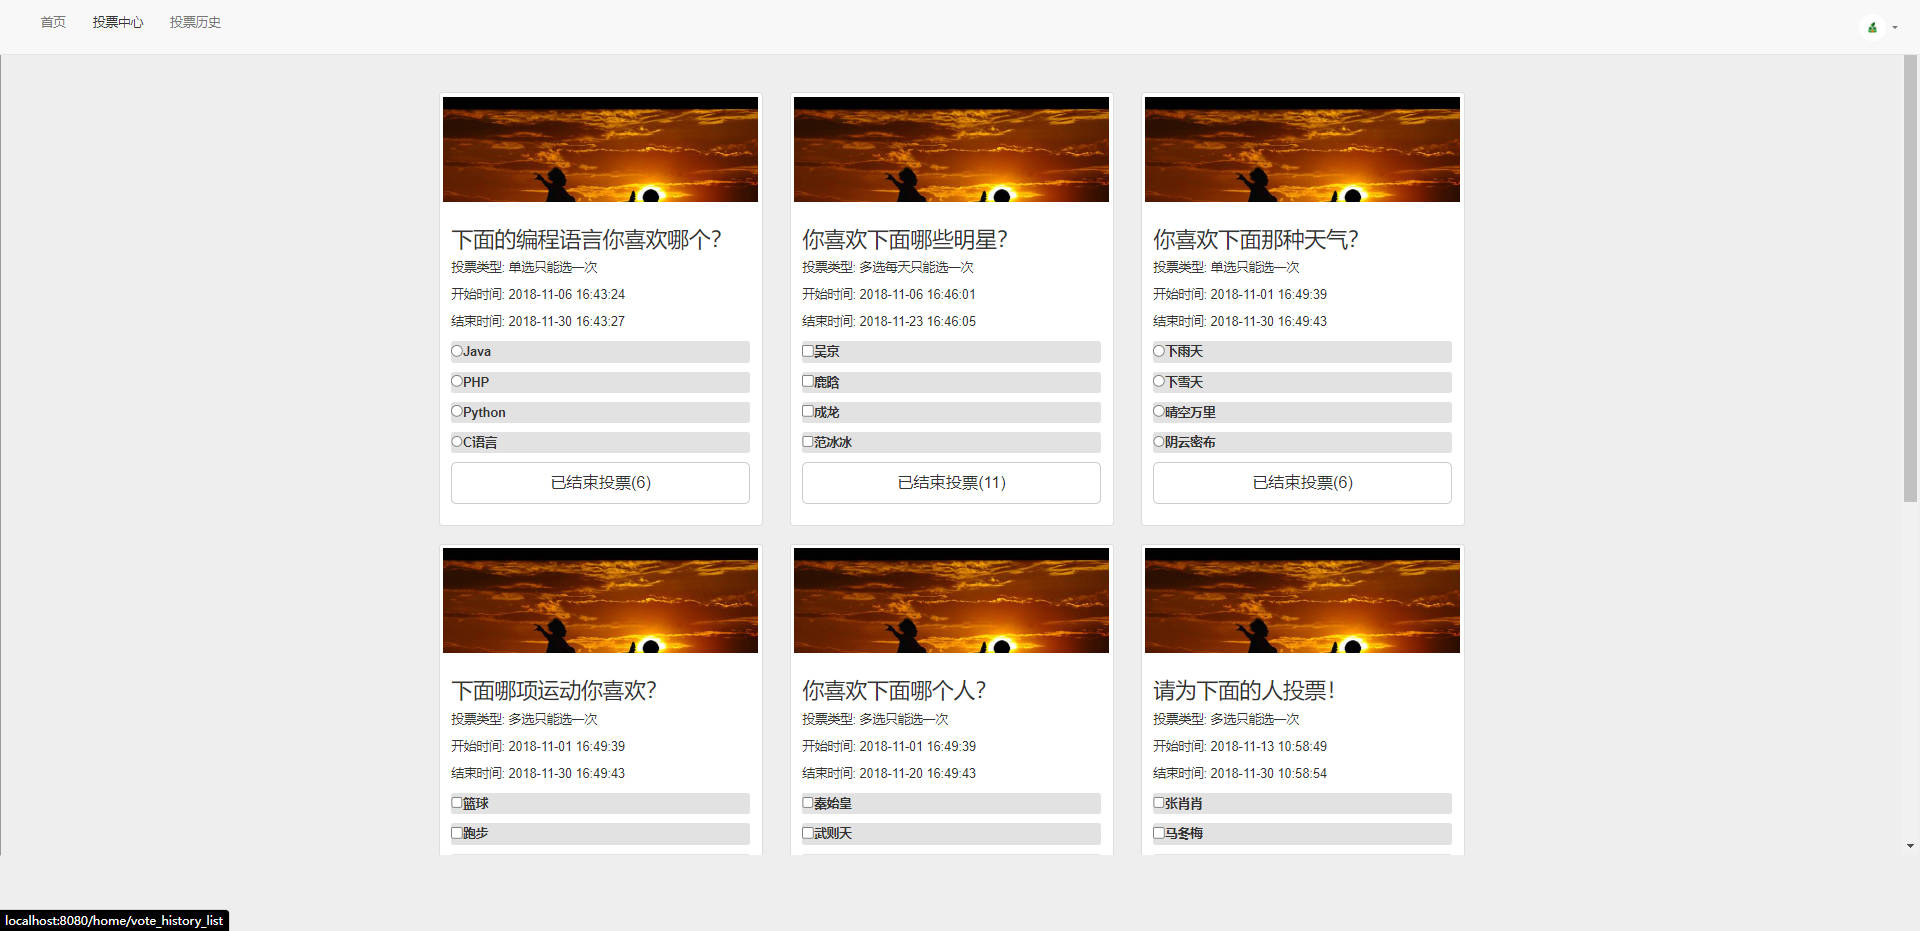 首页 投票中心 投票历史
下面的编程语言你喜欢哪个?
投票类型: 单选只能选一次
开始时间: 2018-11-06 16:43:24
结束时间: 2018-11-30 16:43:27
Java
PHP
Python
C语言
已结束投票(6)
你喜欢下面哪些明星?
投票类型: 多选每天只能选一次
开始时间: 2018-11-06 16:46:01
结束时间: 2018-11-23 16:46:05
吴京
鹿晗
成龙
范冰冰
已结束投票(11)
你喜欢下面那种天气?
投票类型: 单选只能选一次
开始时间: 2018-11-01 16:49:39
结束时间: 2018-11-30 16:49:43
下雨天
下雪天
晴空万里
阴云密布
已结束投票(6)
下面哪项运动你喜欢?
投票类型: 多选只能选一次
开始时间: 2018-11-01 16:49:39
结束时间: 2018-11-30 16:49:43
篮球
跑步
你喜欢下面哪个人?
投票类型: 多选只能选一次
开始时间: 2018-11-01 16:49:39
结束时间: 2018-11-20 16:49:43
秦始皇
武则天
请为下面的人投票!
投票类型: 多选只能选一次
开始时间: 2018-11-13 10:58:49
结束时间: 2018-11-30 10:58:54
张肖肖
马冬梅
localhost:8080/home/vote_history_list